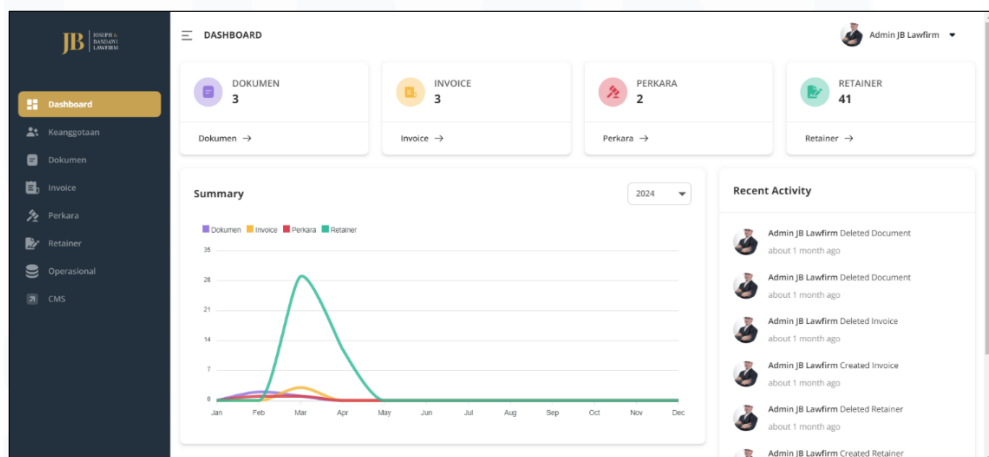 JB
JOSEPH &
BASDAWI
LAWFIRM
DASHBOARD
Admin JB Lawfirm
Dashboard
Keanggotaan
Dokumen
Invoice
Perkara
Retainer
Operasional
CMS
DOKUMEN
3
Dokumen →
INVOICE
3
Invoice →
PERKARA
2
Perkara →
RETAINER
41
Retainer →
Summary
2024
Dokumen Invoice Perkara Retainer
35
28
21
14
7
0
Jan Feb Mar Apr May Jun Jul Aug Sep Oct Nov Dec
Recent Activity
Admin JB Lawfirm Deleted Document
about 1 month ago
Admin JB Lawfirm Deleted Document
about 1 month ago
Admin JB Lawfirm Deleted Invoice
about 1 month ago
Admin JB Lawfirm Created Invoice
about 1 month ago
Admin JB Lawfirm Deleted Retainer
about 1 month ago
Admin JB Lawfirm Created Retainer